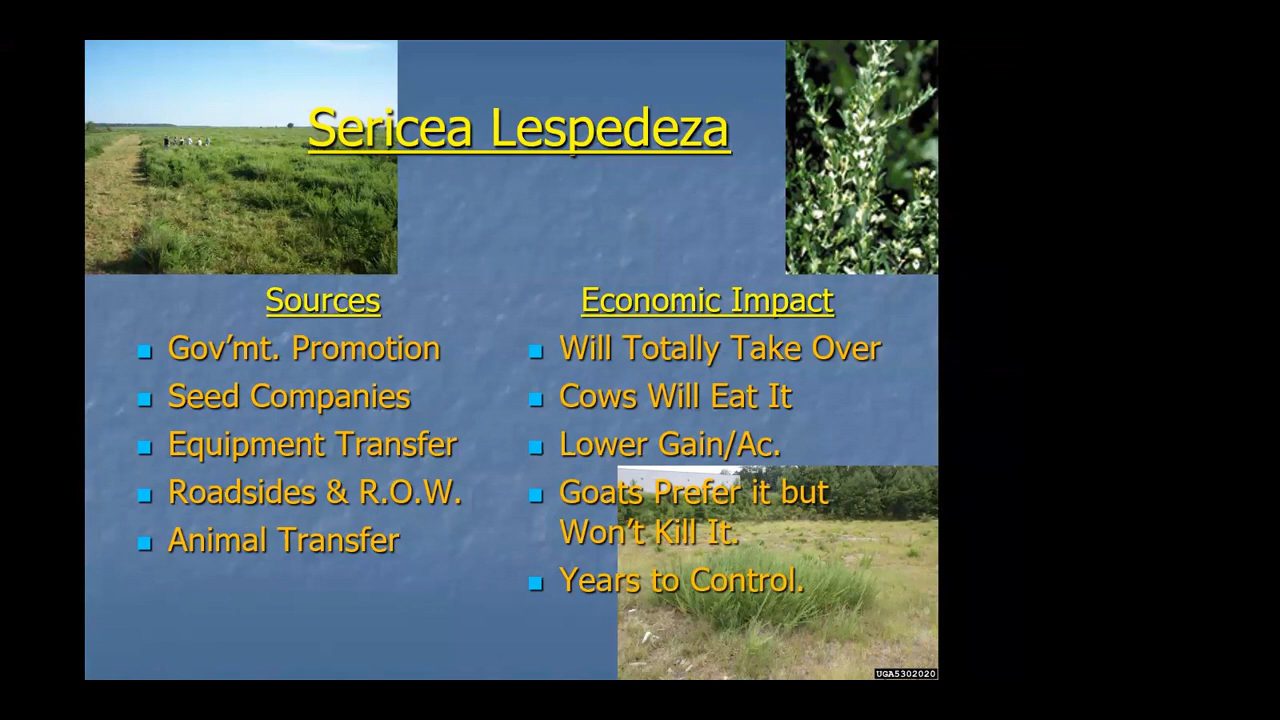 Sericea Lespedeza
Sources
Gov’mt. Promotion
Seed Companies
Equipment Transfer
Roadsides & R.O.W.
Animal Transfer
Economic Impact
Will Totally Take Over
Cows Will Eat It
Lower Gain/Ac.
Goats Prefer it but
Won’t Kill It.
Years to Control.
UGA5302020